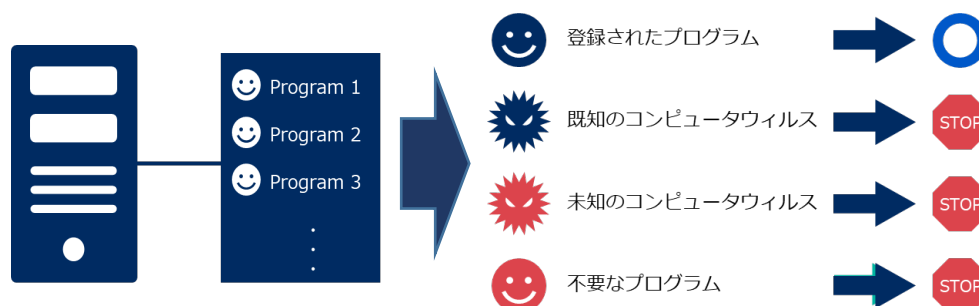 Program 1
Program 2
Program 3
登録されたプログラム
既知のコンピュータウィルス
STOP
未知のコンピュータウィルス
STOP
不要なプログラム
STOP